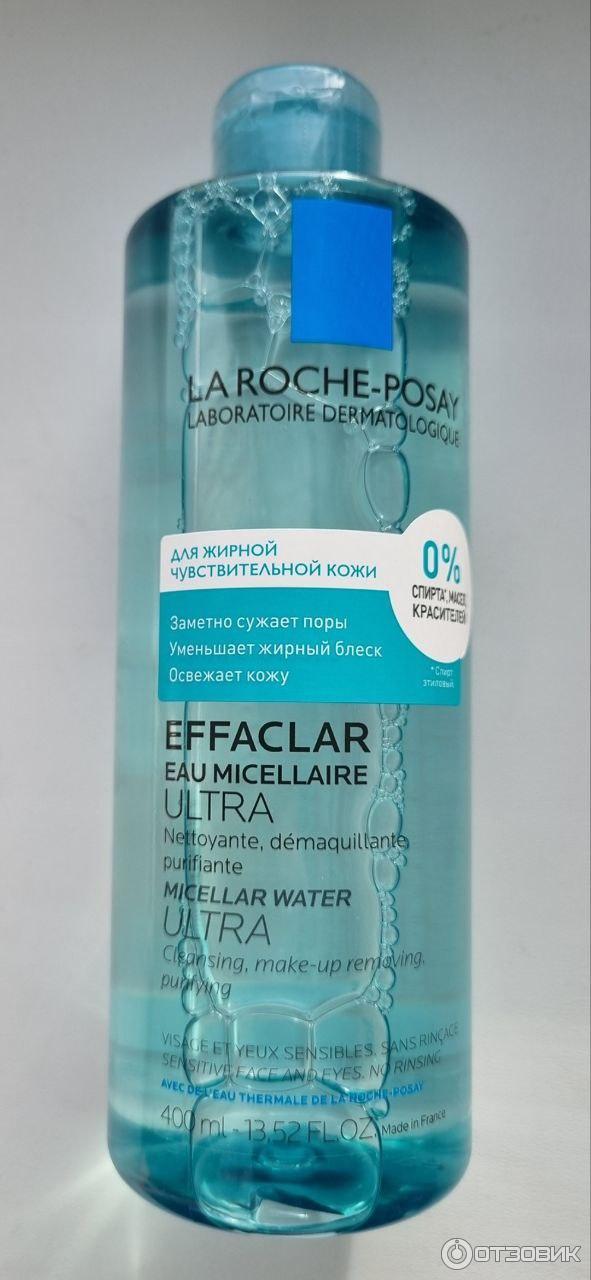 LA ROCHE-POSAY
LABORATOIRE DERMATOLOGIQUE
ДЛЯ ЖИРНОЙ
ЧУВСТВИТЕЛЬНОЙ КОЖИ
0%
СПИРТА*, МАСЕЛ,
КРАСИТЕЛЕЙ
Заметно сужает поры
Уменьшает жирный блеск
Освежает кожу
* Спирт
этиловый
EFFACLAR
EAU MICELLAIRE
ULTRA
Nettoyante, démaquillante,
purifiante
MICELLAR WATER
ULTRA
Cleansing, make-up removing,
purifying
VISAGE ET YEUX SENSIBLES. SANS RINÇAGE
SENSITIVE FACE AND EYES. NO RINSING
AVEC DE L'EAU THERMALE DE LA ROCHE-POSAY
400 ml - 13,52 FL.OZ. Made in France
ОТЗОВИК